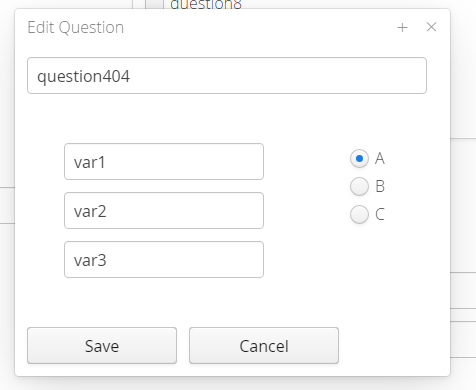 question8
Edit Question
question404
var1
A
B
var2
C
var3
Save
Cancel